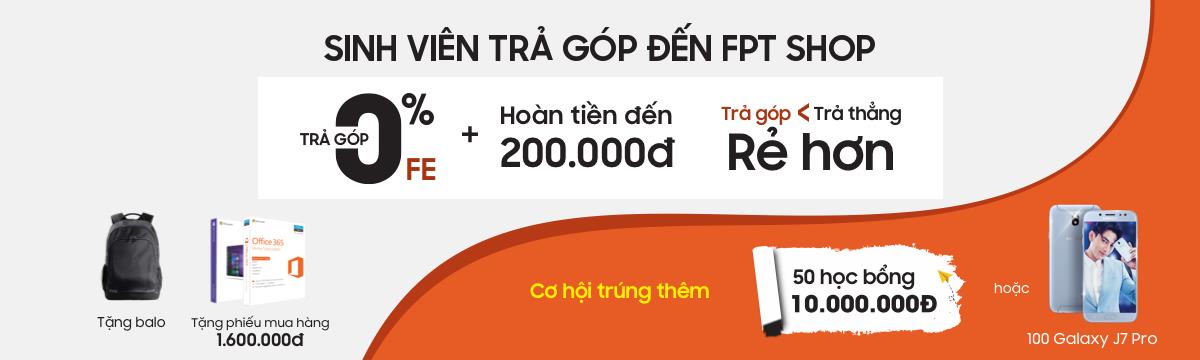 SINH VIÊN TRẢ GÓP ĐẾN FPT SHOP
TRẢ GÓP 0%
FE
+
Hoàn tiền đến
200.000đ
Trả góp < Trả thẳng
Rẻ hơn
Office 365
Tặng balo
Tặng phiếu mua hàng
1.600.000đ
Cơ hội trúng thêm
50 học bổng
10.000.000Đ
hoặc
100 Galaxy J7 Pro